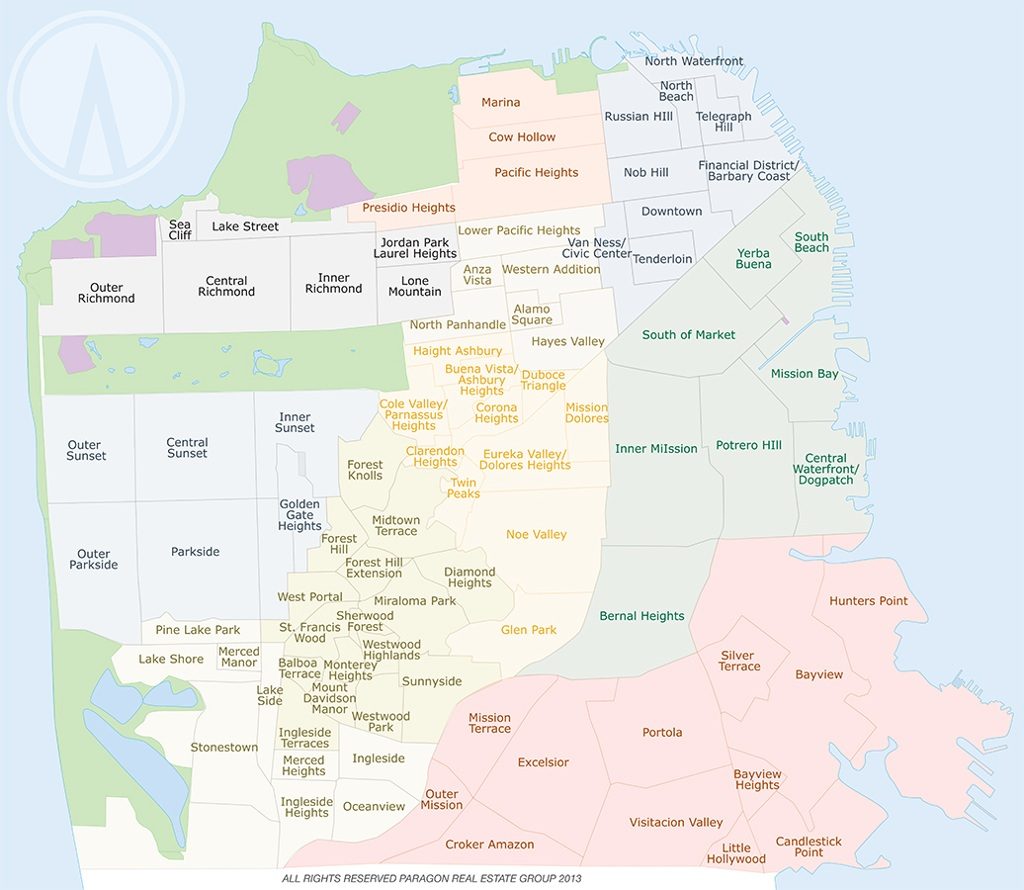 North Waterfront
North
Beach
Marina
Russian HIll
Telegraph
Hill
Cow Hollow
Pacific Heights
Nob Hill
Financial District/
Barbary Coast
Presidio Heights
Downtown
Sea
Cliff
Lake Street
Lower Pacific Heights
Jordan Park
Laurel Heights
Van Ness/
Civic Center
Tenderloin
South
Beach
Yerba
Buena
Outer
Richmond
Central
Richmond
Inner
Richmond
Lone
Mountain
Anza
Vista
Western Addition
Alamo
Square
North Panhandle
Hayes Valley
South of Market
Haight Ashbury
Buena Vista/
Ashbury
Heights
Duboce
Triangle
Mission Bay
Cole Valley/
Parnassus
Heights
Corona
Heights
Mission
Dolores
Outer
Sunset
Central
Sunset
Inner
Sunset
Clarendon
Heights
Eureka Valley/
Dolores Heights
Inner MiIssion
Potrero HIll
Central
Waterfront/
Dogpatch
Forest
Knolls
Twin
Peaks
Golden
Gate
Heights
Midtown
Terrace
Noe Valley
Outer
Parkside
Parkside
Forest
Hill
Forest Hill
Extension
Diamond
Heights
West Portal
Miraloma Park
Hunters Point
Bernal Heights
Sherwood
Forest
Pine Lake Park
St. Francis
Wood
Glen Park
Westwood
Highlands
Lake Shore
Merced
Manor
Balboa
Terrace
Monterey
Heights
Silver
Terrace
Bayview
Sunnyside
Lake
Side
Mount
Davidson
Manor
Westwood
Park
Mission
Terrace
Portola
Stonestown
Ingleside
Terraces
Merced
Heights
Ingleside
Excelsior
Bayview
Heights
Ingleside
Heights
Oceanview
Outer
Mission
Visitacion Valley
Croker Amazon
Little
Hollywood
Candlestick
Point
ALL RIGHTS RESERVED PARAGON REAL ESTATE GROUP 2013